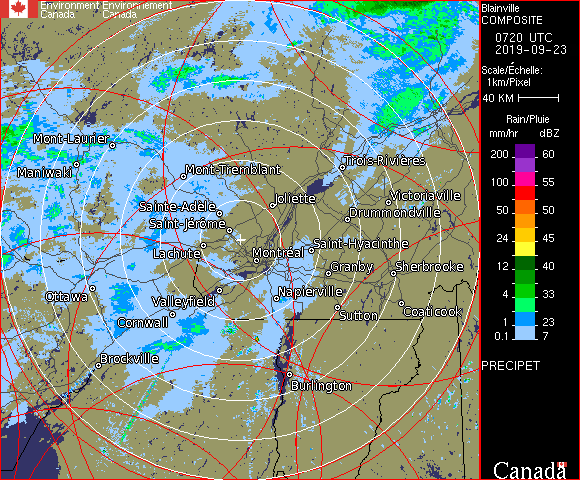 Environment Environnement
Canada Canada
Blainville
COMPOSITE
0720 UTC
2019-09-23
Scale/Échelle:
1km/Pixel
40 KM
Rain/Pluie
mm/hr dBZ
200 60
100 55
50 50
24 45
12 40
4 33
1 23
0.1 7
PRECIPET
Canada
Mont-Laurier
Maniwaki
Mont-Tremblant
Trois-Rivières
Victoriaville
Joliette
Sainte-Adèle
Drummondville
Saint-Jérôme
Saint-Hyacinthe
Lachute
Montréal
Granby
Sherbrooke
Ottawa
Valleyfield
Napierville
Cornwall
Sutton
Coaticook
Brockville
Burlington